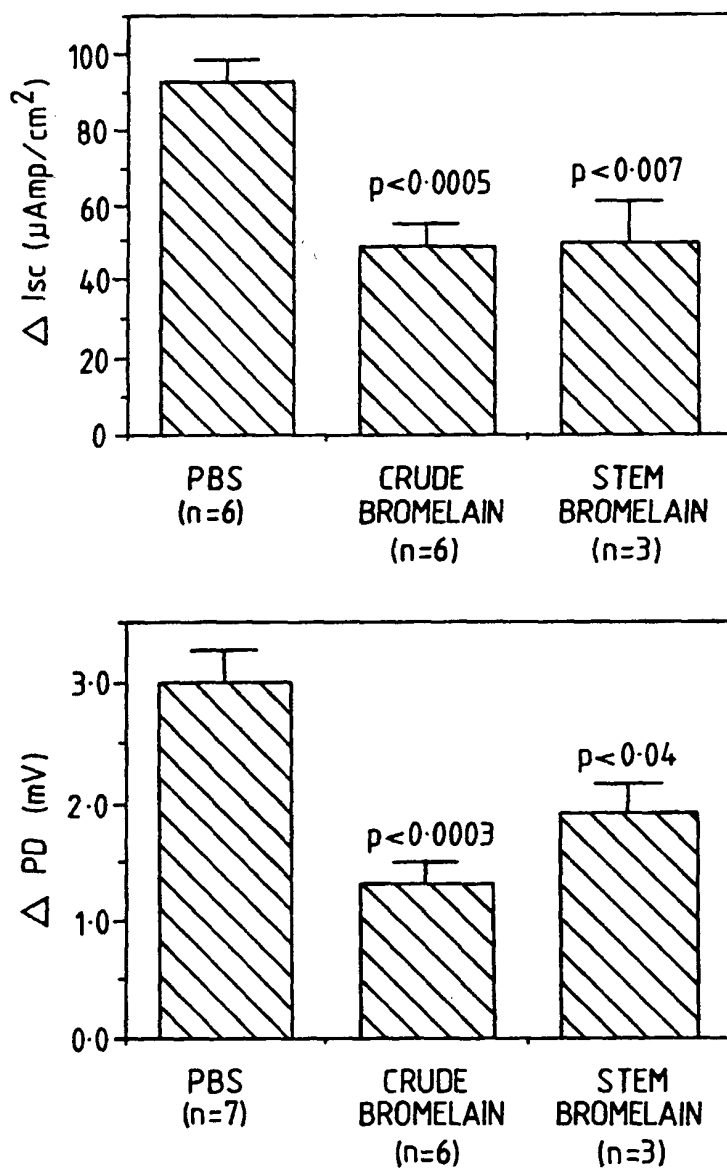 Δ Isc (µAmp/cm²)
100
80
60
40
20
0
p<0·0005
p<0·007
PBS
(n=6)
CRUDE
BROMELAIN
(n=6)
STEM
BROMELAIN
(n=3)
Δ PD (mV)
3·0
2·0
1·0
0·0
p<0·0003
p<0·04
PBS
(n=7)
CRUDE
BROMELAIN
(n=6)
STEM
BROMELAIN
(n=3)